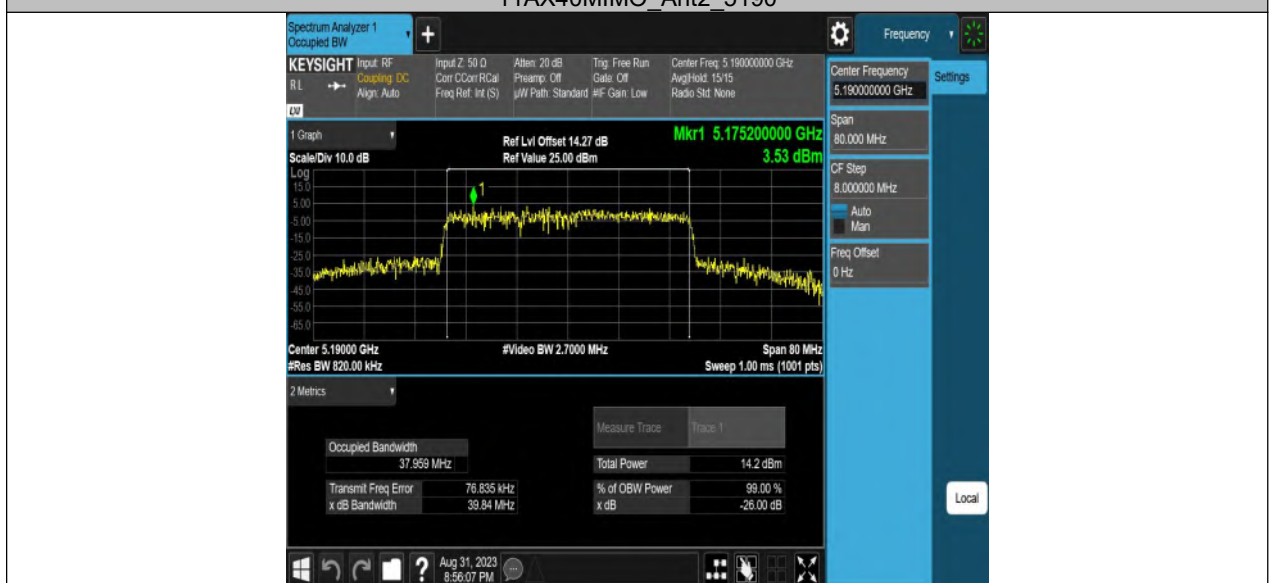 11AX40MIMO_Ant2_5190
Spectrum Analyzer 1
Occupied BW
+
Frequency
KEYSIGHT
RL
Input: RF
Coupling: DC
Align: Auto
Input Z: 50 Ω
Corr CCorr RCal
Freq Ref: Int (S)
Atten: 20 dB
Preamp: Off
µW Path: Standard
Trig: Free Run
Gate: Off
#IF Gain: Low
Center Freq: 5.190000000 GHz
Avg|Hold: 15/15
Radio Std: None
LXI
1 Graph
Scale/Div 10.0 dB
Ref Lvl Offset 14.27 dB
Ref Value 25.00 dBm
Mkr1 5.175200000 GHz
3.53 dBm
Log
15.0
5.00
-5.00
-15.0
-25.0
-35.0
-45.0
-55.0
-65.0
1
Center 5.19000 GHz
#Video BW 2.7000 MHz
Span 80 MHz
#Res BW 820.00 kHz
Sweep 1.00 ms (1001 pts)
2 Metrics
Measure Trace Trace 1
Occupied Bandwidth
37.959 MHz
Total Power 14.2 dBm
Transmit Freq Error 76.835 kHz
% of OBW Power 99.00 %
x dB Bandwidth 39.84 MHz
x dB -26.00 dB
Center Frequency
5.190000000 GHz
Settings
Span
80.000 MHz
CF Step
8.000000 MHz
Auto
Man
Freq Offset
0 Hz
Local
?
Aug 31, 2023
8:56:07 PM